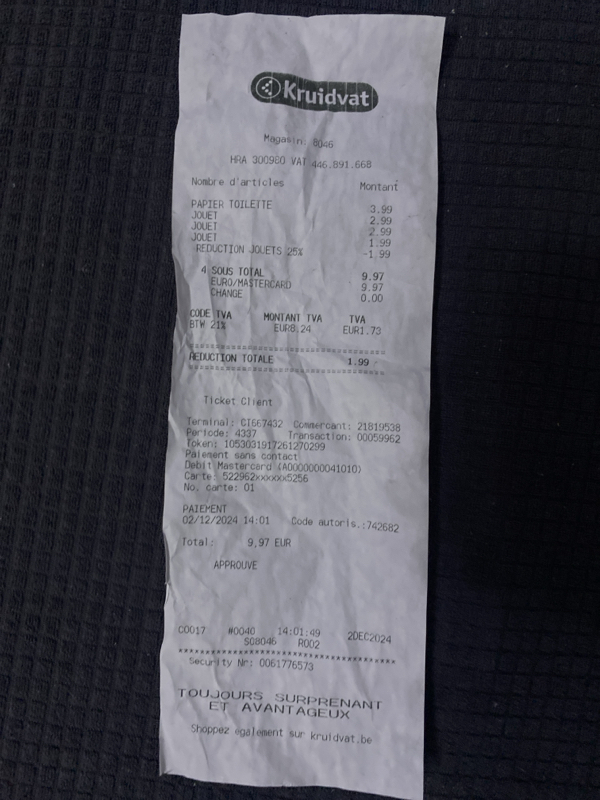 Kruidvat
Magasin: 8046
HRA 300980 VAT 446.891.668
Nombre d'articles Montant
PAPIER TOILETTE 3.99
JOUET 2.99
JOUET 2.99
JOUET 1.99
REDUCTION JOUETS 25% -1.99
4 SOUS TOTAL 9.97
EURO/MASTERCARD 9.97
CHANGE 0.00
CODE TVA MONTANT TVA TVA
BTW 21% EUR8.24 EUR1.73
REDUCTION TOTALE 1.99
Ticket Client
Terminal: CT667432 Commercant: 21819538
Periode: 4337 Transaction: 00059962
Token: 1053031917261270299
Paiement sans contact
Debit Mastercard (A0000000041010)
Carte: 522962xxxxxx5256
No. carte: 01
PAIEMENT
02/12/2024 14:01 Code autoris.:742682
Total: 9,97 EUR
APPROUVE
C0017 #0040 14:01:49 2DEC2024
S08046 R002
**************************************
Security Nr: 0061776573
TOUJOURS SURPRENANT
ET AVANTAGEUX
Shoppez également sur kruidvat.be